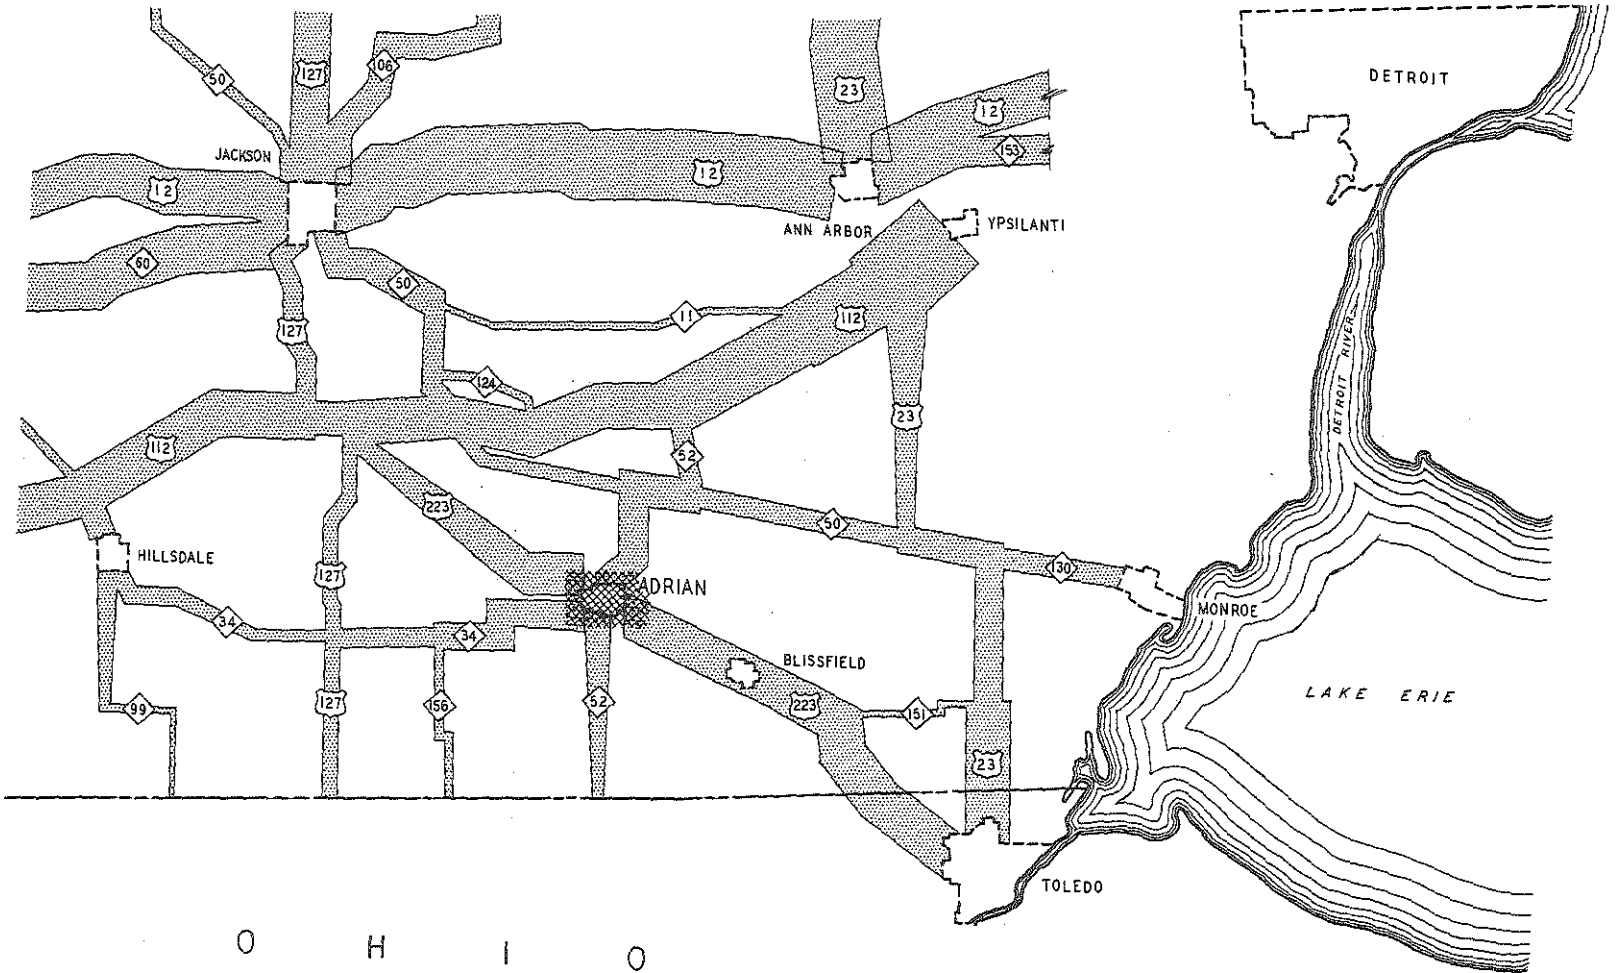 DETROIT
50
127
106
23
12
153
JACKSON
12
12
ANN ARBOR
YPSILANTI
60
50
127
11
112
DETROIT RIVER
124
23
112
52
223
50
HILLSDALE
127
130
ADRIAN
MONROE
34
34
BLISSFIELD
LAKE ERIE
99
127
156
52
223
151
23
TOLEDO
OHIO